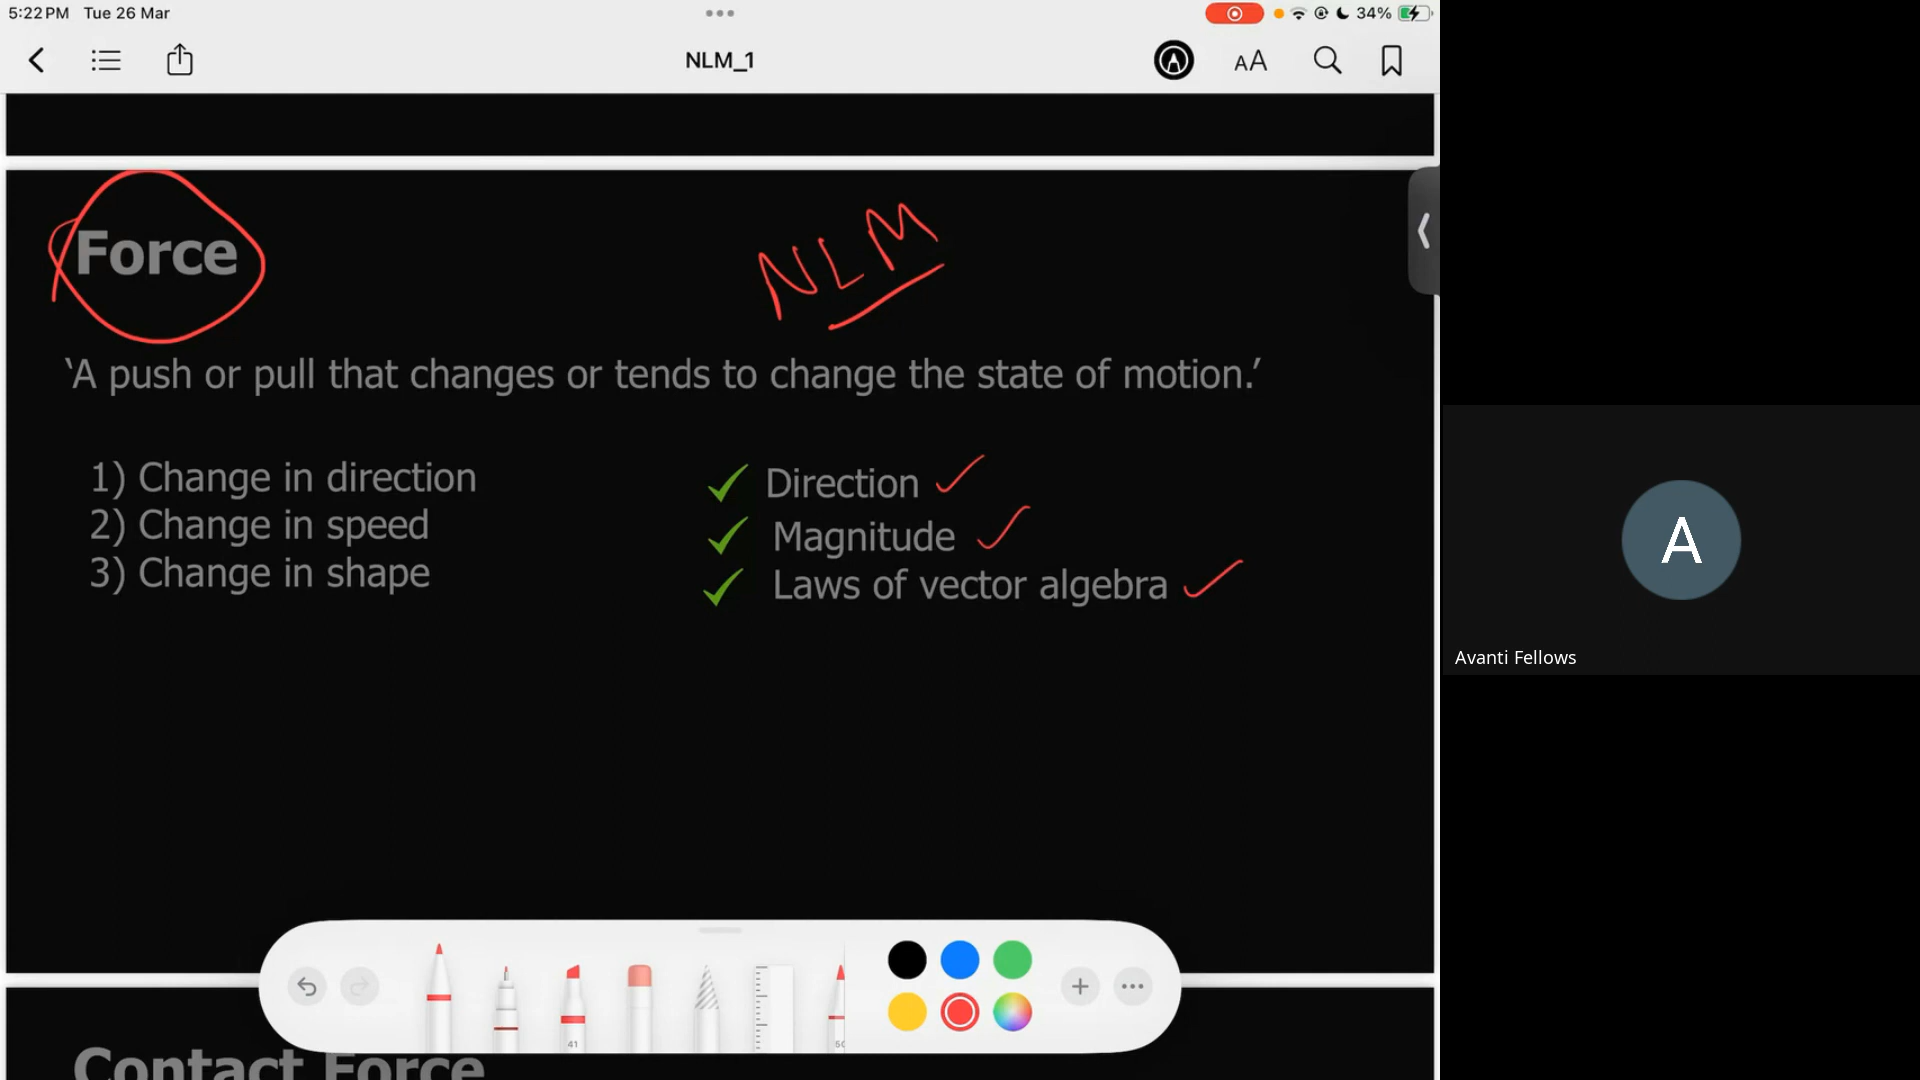 5:22 PM Tue 26 Mar
34%
NLM_1
AA
Force
NLM
‘A push or pull that changes or tends to change the state of motion.’
1) Change in direction
2) Change in speed
3) Change in shape
Direction
Magnitude
Laws of vector algebra
A
Avanti Fellows
41
Contact Force